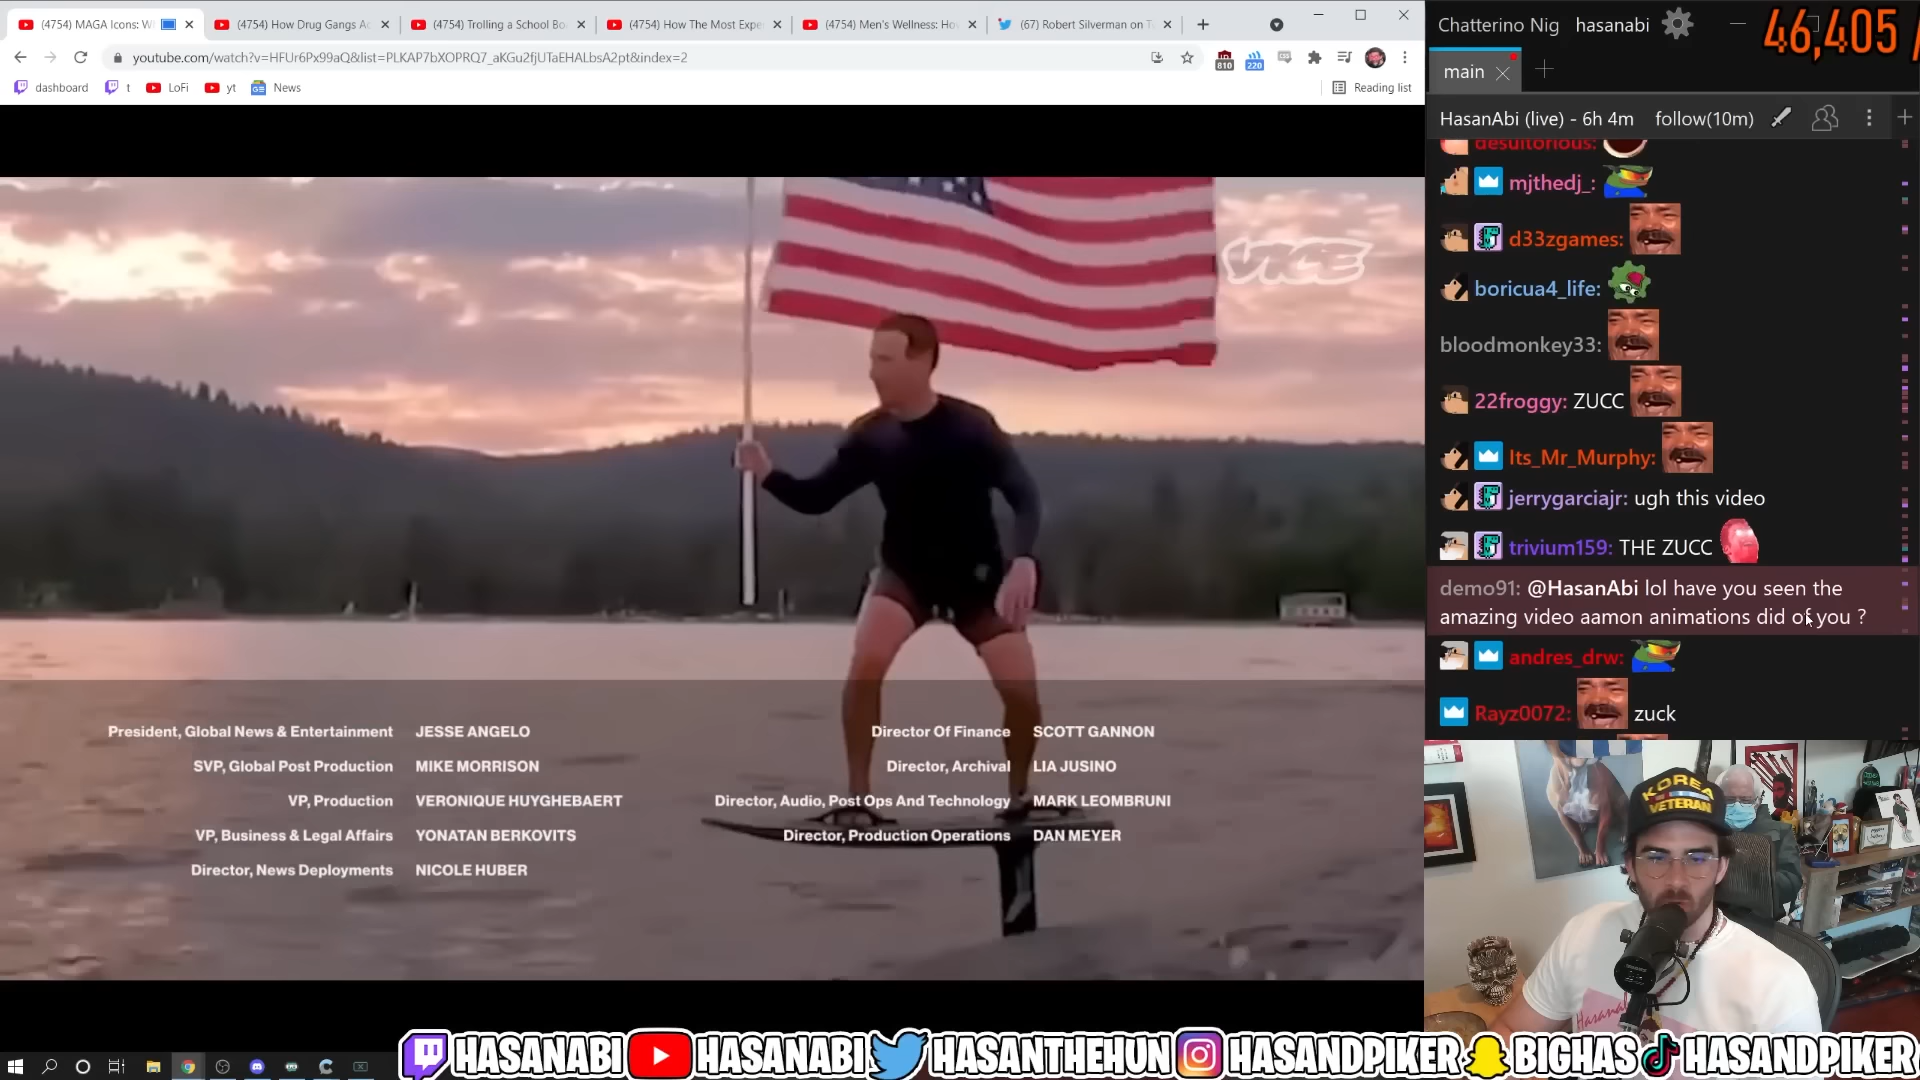 (4754) MAGA Icons: W
(4754) How Drug Gangs Ac
(4754) Trolling a School Bo
(4754) How The Most Expe
(4754) Men's Wellness: Ho
(67) Robert Silverman on T
youtube.com/watch?v=HFUr6Px99aQ&list=PLKAP7bXOPRQ7_aKGu2fjUTaEHALbsA2pt&index=2
810
220
dashboard
t
LoFi
yt
News
Reading list
VICE
President, Global News & Entertainment JESSE ANGELO
SVP, Global Post Production MIKE MORRISON
VP, Production VERONIQUE HUYGHEBAERT
VP, Business & Legal Affairs YONATAN BERKOVITS
Director, News Deployments NICOLE HUBER
Director Of Finance SCOTT GANNON
Director, Archival LIA JUSINO
Director, Audio, Post Ops And Technology MARK LEOMBRUNI
Director, Production Operations DAN MEYER
Chatterino Nig hasanabi
46,405 /
main
HasanAbi (live) - 6h 4m follow(10m)
desultorious:
mjthedj_:
d33zgames:
boricua4_life:
bloodmonkey33:
22froggy: ZUCC
Its_Mr_Murphy:
jerrygarciajr: ugh this video
trivium159: THE ZUCC
demo91: @HasanAbi lol have you seen the
amazing video aamon animations did of you ?
andres_drw:
Rayz0072: zuck
KOREA
VETERAN
HASANABI HASANABI HASANTHEHUN HASANDPIKER BIGHAS HASANDPIKER